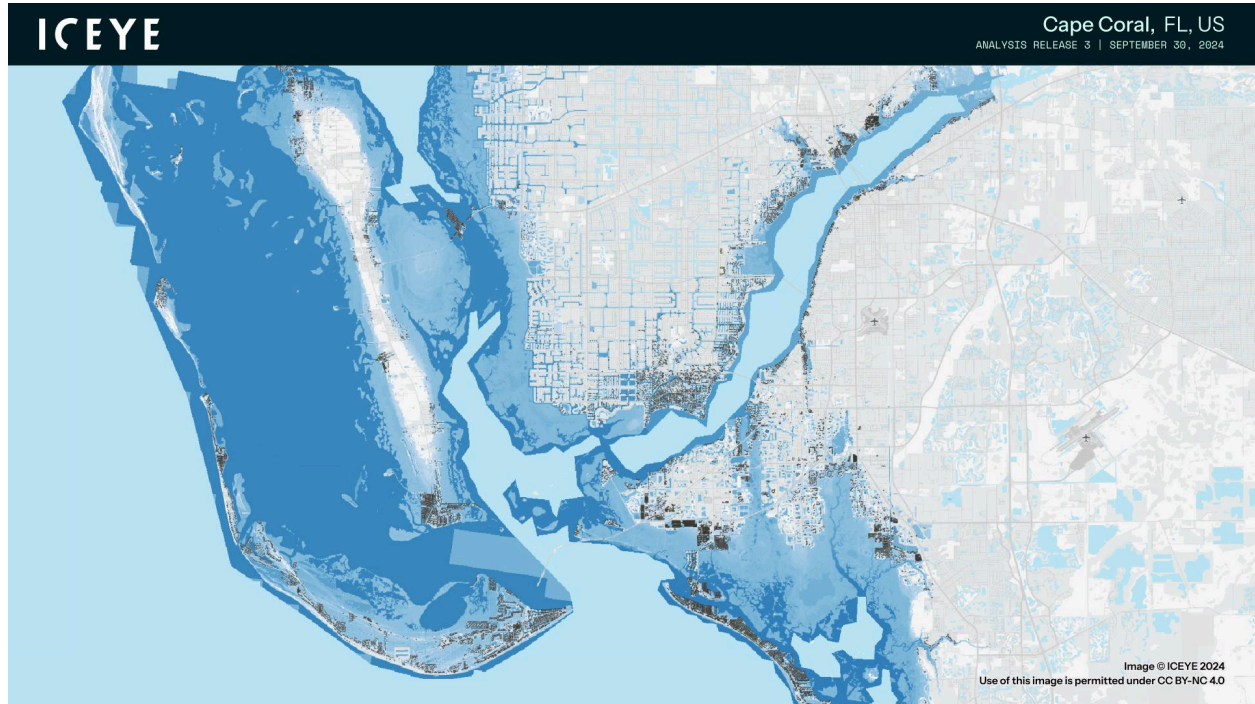 ICEYE
Cape Coral, FL, US
ANALYSIS RELEASE 3 | SEPTEMBER 30, 2024
Image © ICEYE 2024
Use of this image is permitted under CC BY-NC 4.0